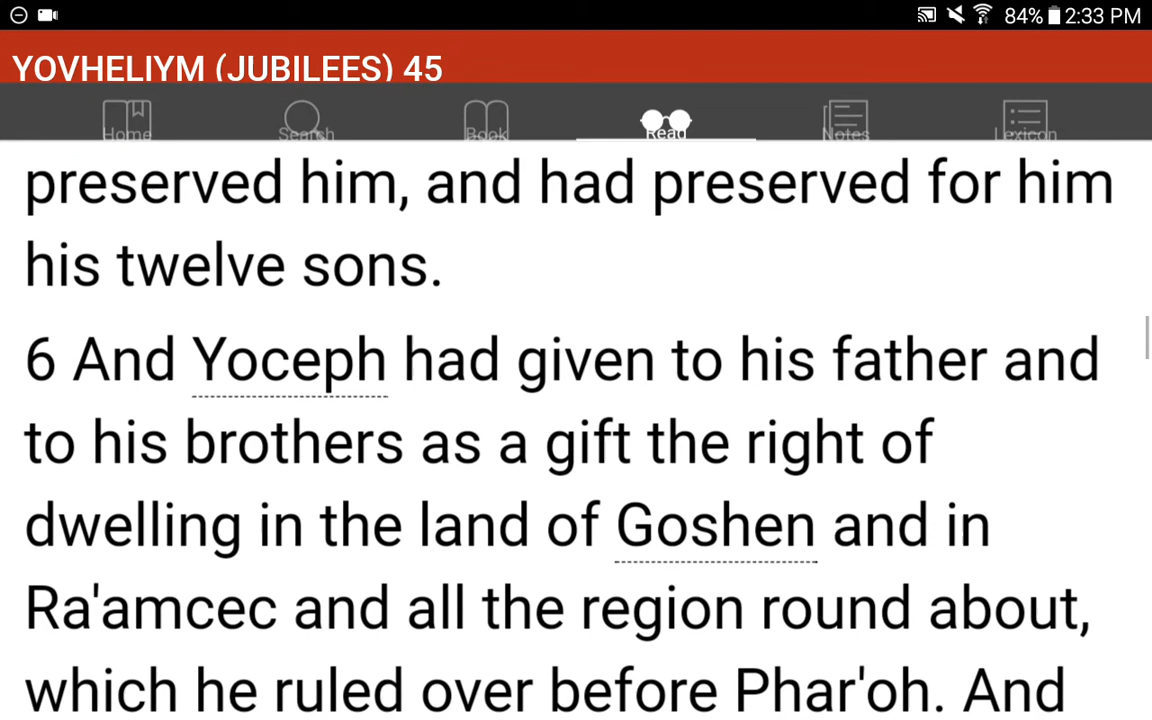 84% 2:33 PM
YOVHELIYM (JUBILEES) 45
Home Search Book Read Notes Lexicon
preserved him, and had preserved for him
his twelve sons.
6 And Yoceph had given to his father and
to his brothers as a gift the right of
dwelling in the land of Goshen and in
Ra'amcec and all the region round about,
which he ruled over before Phar'oh. And